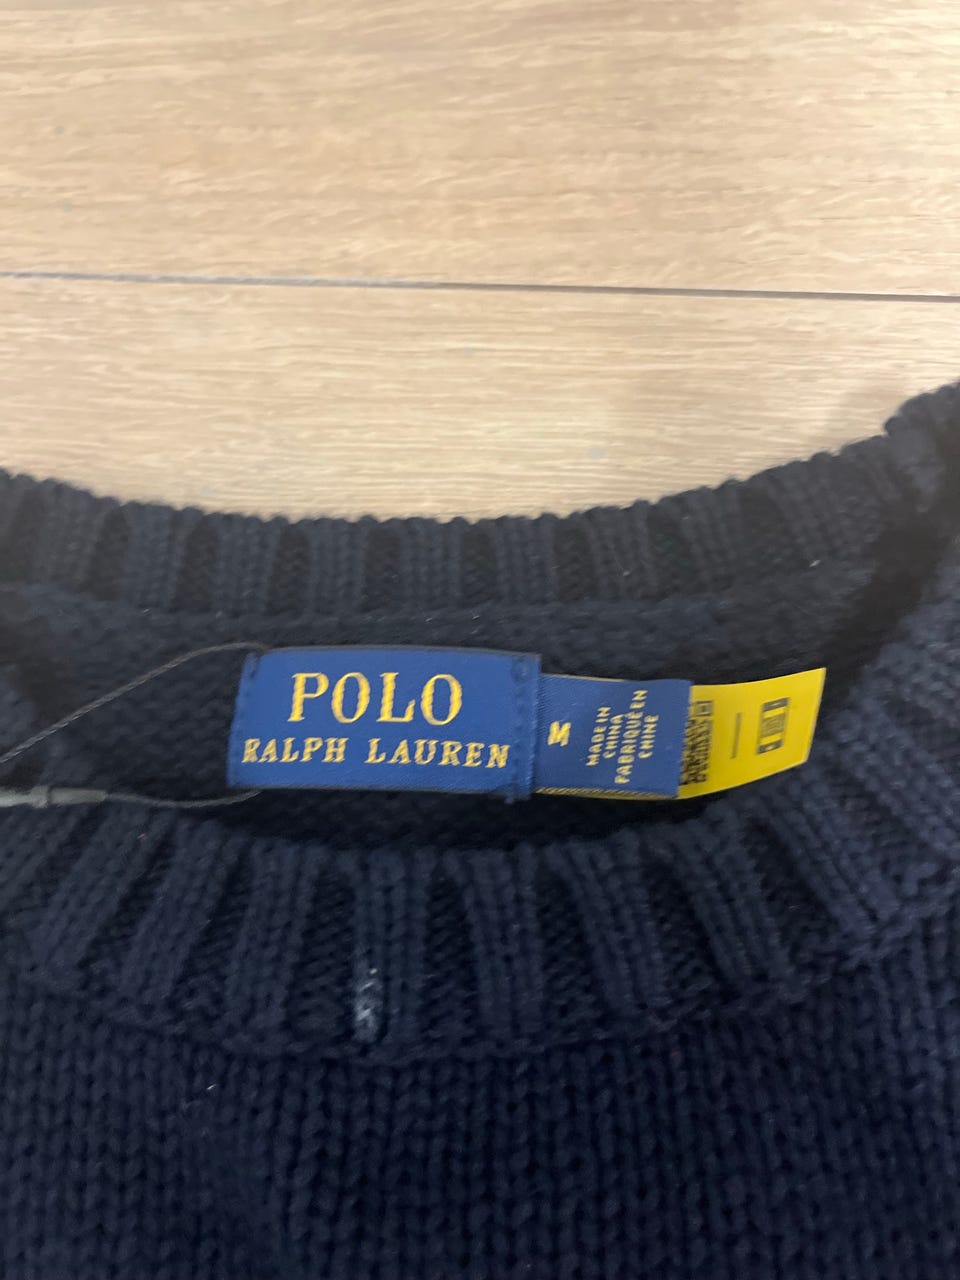 POLO
RALPH LAUREN
M
MADE IN
CHINA
FABRIQUÉ EN
CHINE